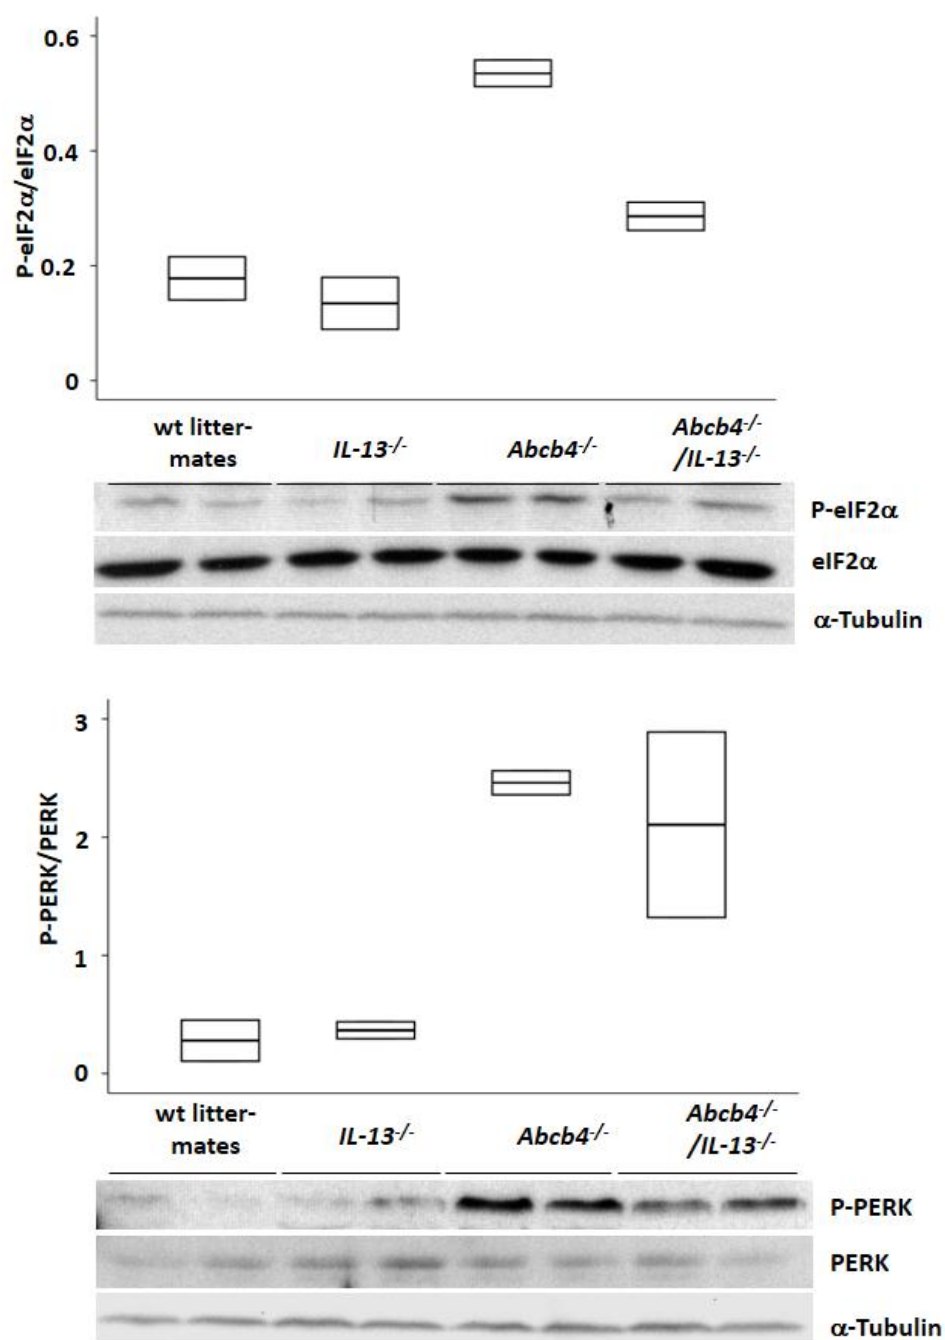 P-eIF2α/eIF2α
0.6
0.4
0.2
0
wt litter-
mates
IL-13-/-
Abcb4-/-
Abcb4-/-
/IL-13-/-
P-eIF2α
eIF2α
α-Tubulin
P-PERK/PERK
3
2
1
0
wt litter-
mates
IL-13-/-
Abcb4-/-
Abcb4-/-
/IL-13-/-
P-PERK
PERK
α-Tubulin